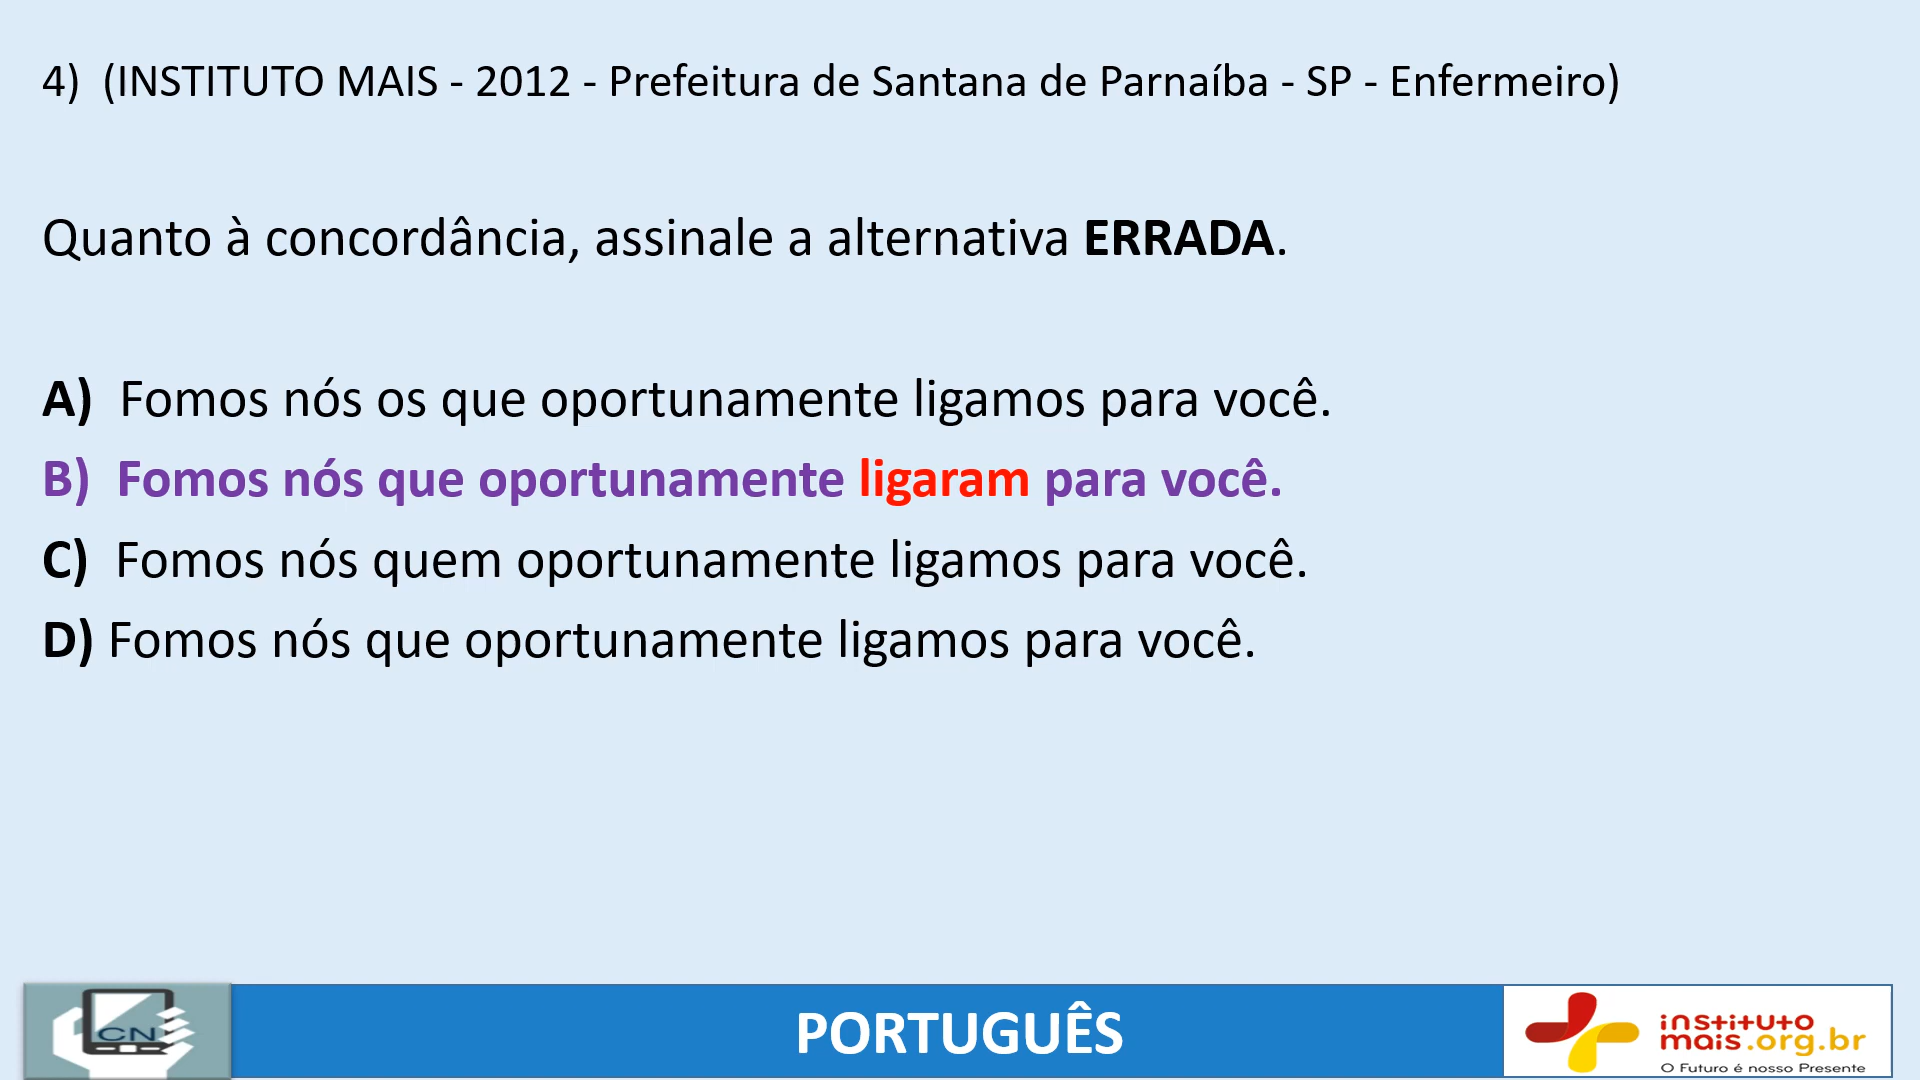 4) (INSTITUTO MAIS - 2012 - Prefeitura de Santana de Parnaíba - SP - Enfermeiro)
Quanto à concordância, assinale a alternativa ERRADA.
A) Fomos nós os que oportunamente ligamos para você.
B) Fomos nós que oportunamente ligaram para você.
C) Fomos nós quem oportunamente ligamos para você.
D) Fomos nós que oportunamente ligamos para você.
CN
PORTUGUÊS
instituto
mais.org.br
O Futuro é nosso Presente